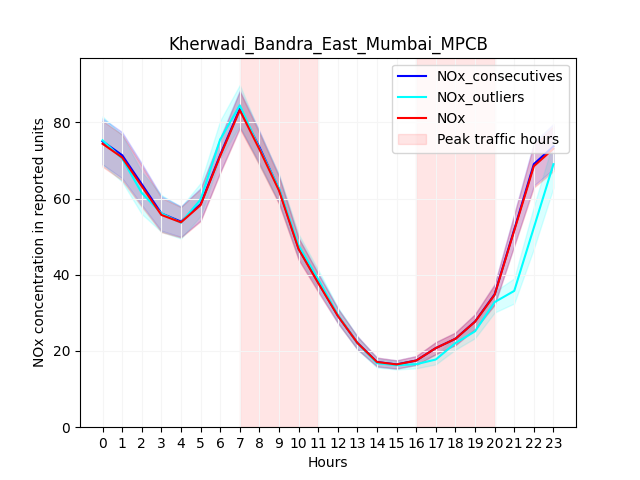 Kherwadi_Bandra_East_Mumbai_MPCB
NOx concentration in reported units
80
60
40
20
0
NOx_consecutives
NOx_outliers
NOx
Peak traffic hours
0 1 2 3 4 5 6 7 8 9 10 11 12 13 14 15 16 17 18 19 20 21 22 23
Hours